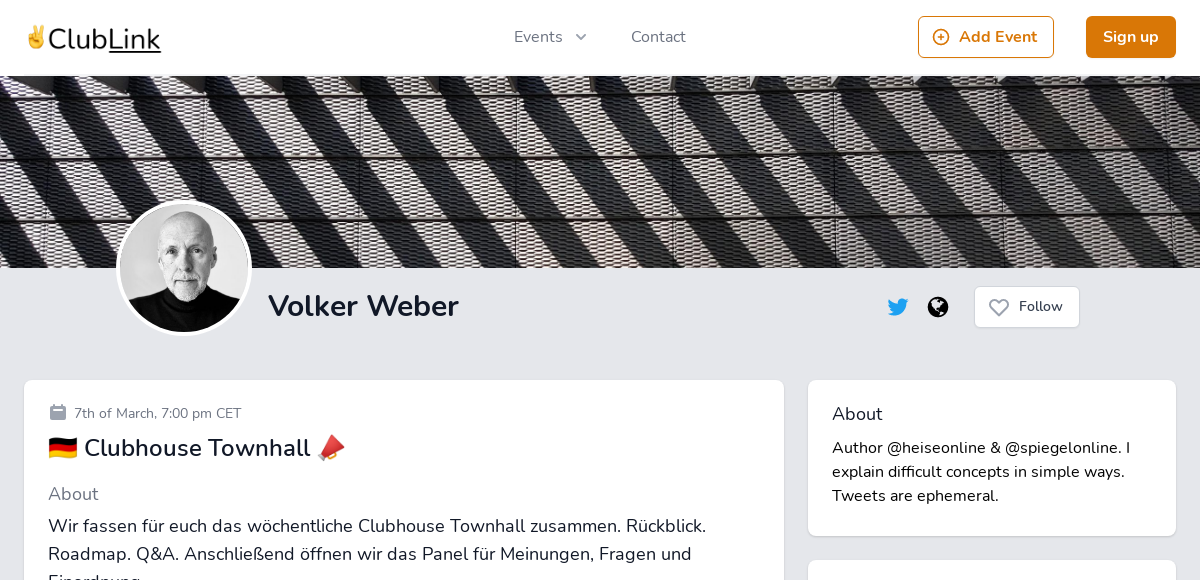 ✌️ClubLink
Events
Contact
Add Event
Sign up
Volker Weber
Follow
7th of March, 7:00 pm CET
🇩🇪 Clubhouse Townhall 📣
About
Wir fassen für euch das wöchentliche Clubhouse Townhall zusammen. Rückblick.
Roadmap. Q&A. Anschließend öffnen wir das Panel für Meinungen, Fragen und
About
Author @heiseonline & @spiegelonline. I
explain difficult concepts in simple ways.
Tweets are ephemeral.